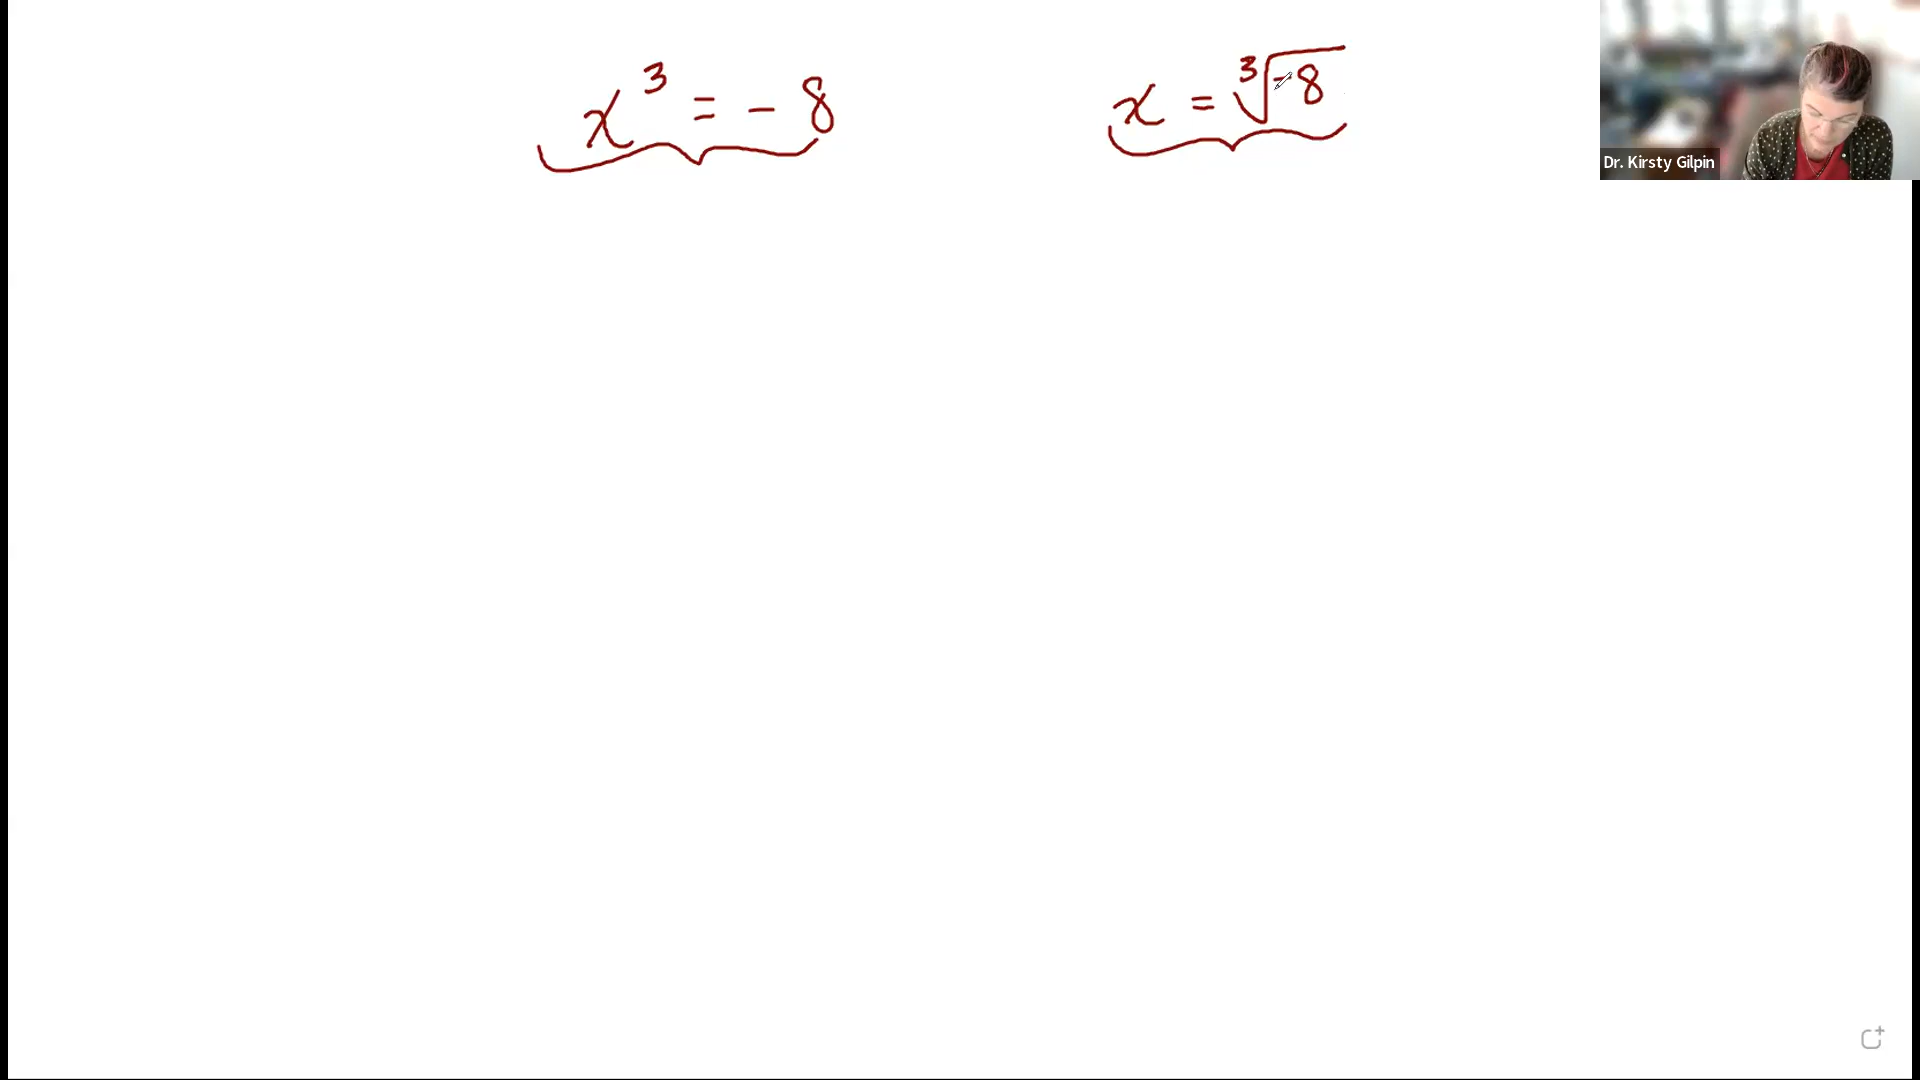 x³ = - 8
x = ∛-8
Dr. Kirsty Gilpin